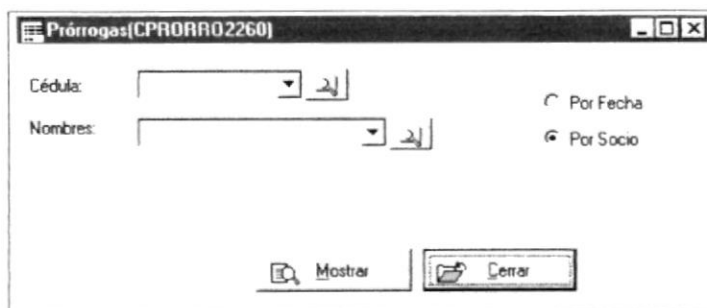 Prórrogas(CPRORRO2260)
Cédula:
Por Fecha
Nombres:
Por Socio
Mostrar
Cerrar